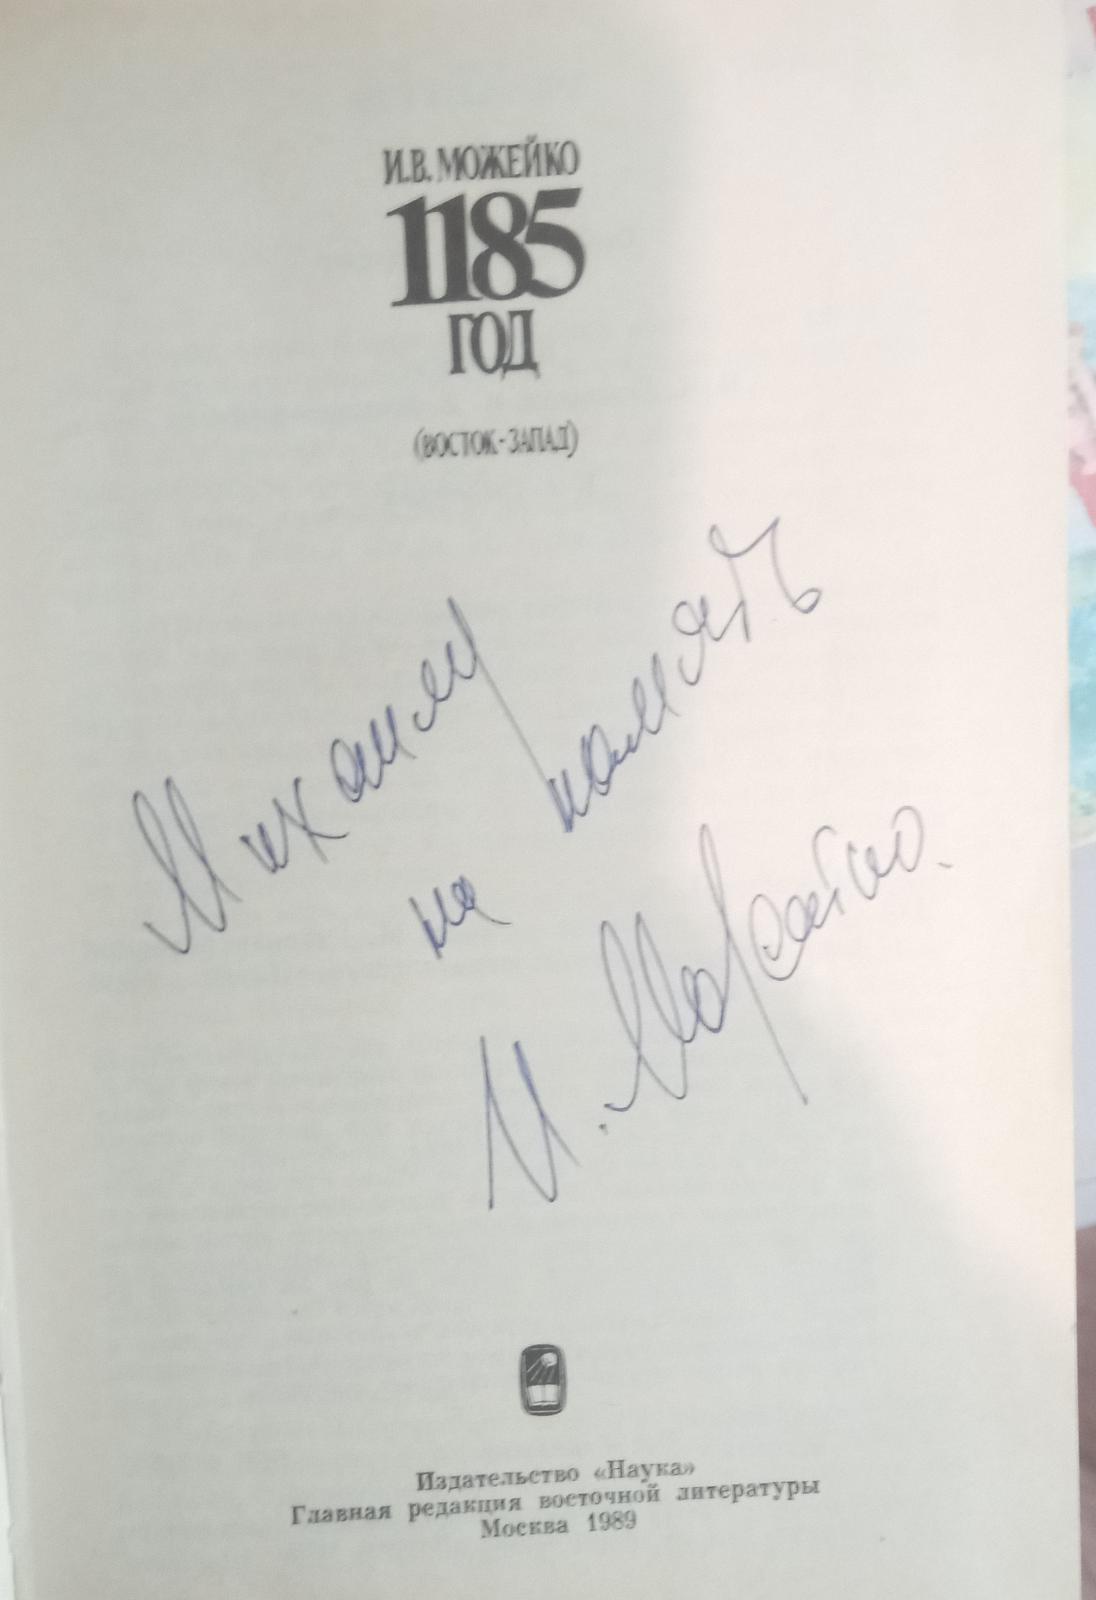 И.В. МОЖЕЙКО
1185
ГОД
(ВОСТОК-ЗАПАД)
Михаилу
на память
И. Можейко.
Издательство «Наука»
Главная редакция восточной литературы
Москва 1989